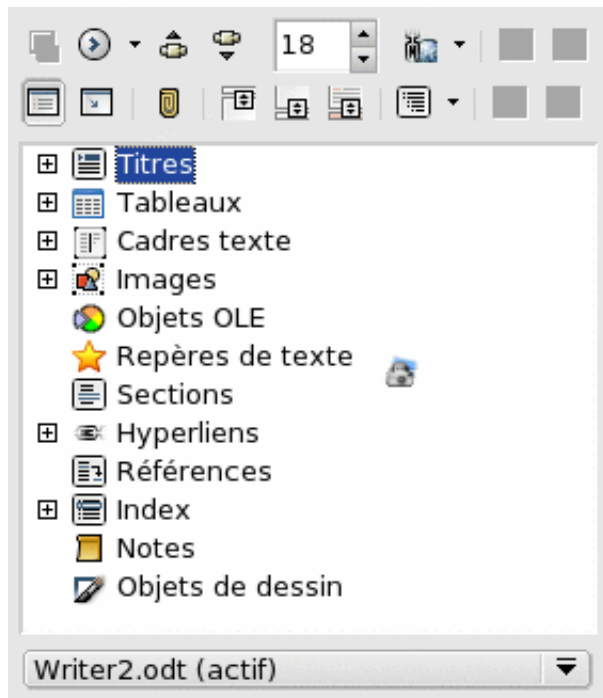 18
Titres
Tableaux
Cadres texte
Images
Objets OLE
Repères de texte
Sections
Hyperliens
Références
Index
Notes
Objets de dessin
Writer2.odt (actif)